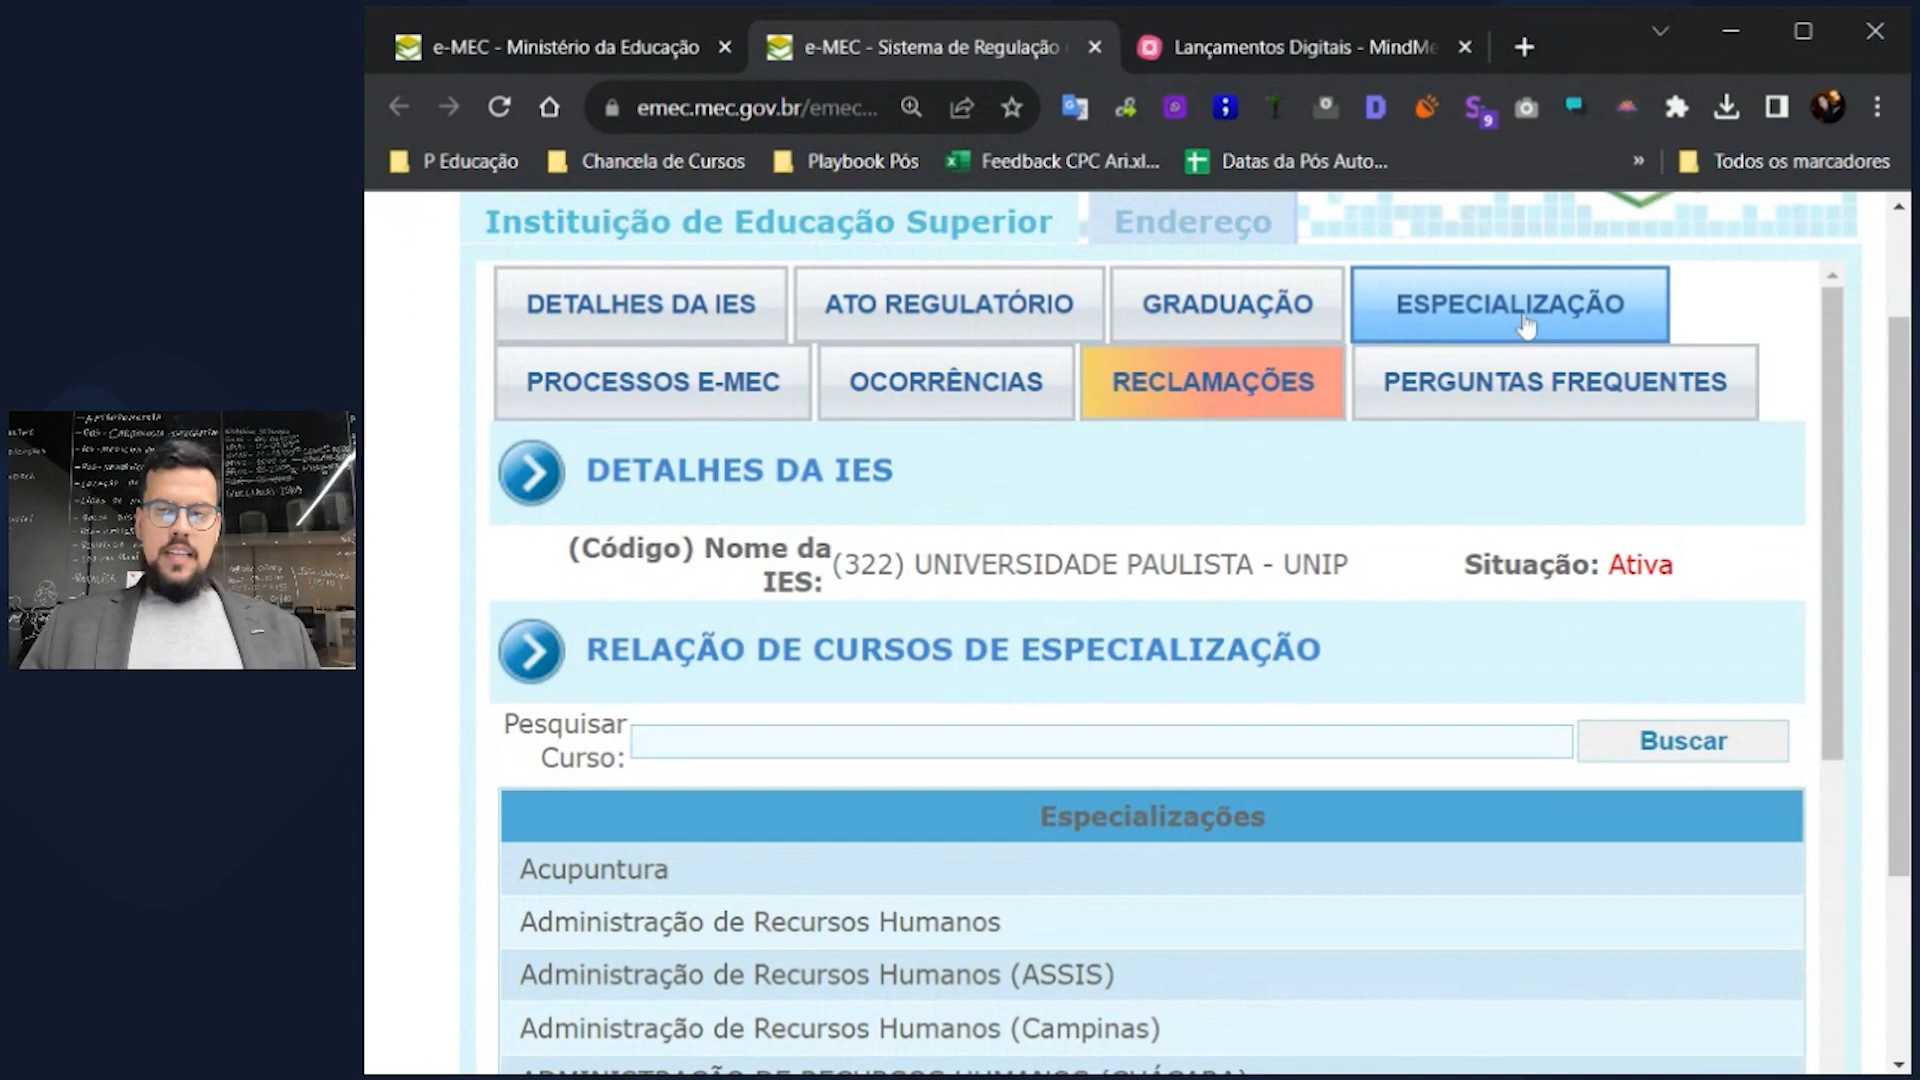 e-MEC - Ministério da Educação
e-MEC - Sistema de Regulação
Lançamentos Digitais - MindMe
emec.mec.gov.br/emec...
9
P Educação
Chancela de Cursos
Playbook Pós
Feedback CPC Ari.xl...
Datas da Pós Auto...
»
Todos os marcadores
Instituição de Educação Superior
Endereço
DETALHES DA IES
ATO REGULATÓRIO
GRADUAÇÃO
ESPECIALIZAÇÃO
PROCESSOS E-MEC
OCORRÊNCIAS
RECLAMAÇÕES
PERGUNTAS FREQUENTES
DETALHES DA IES
(Código) Nome da IES: (322) UNIVERSIDADE PAULISTA - UNIP
Situação: Ativa
RELAÇÃO DE CURSOS DE ESPECIALIZAÇÃO
Pesquisar Curso:
Buscar
Especializações
Acupuntura
Administração de Recursos Humanos
Administração de Recursos Humanos (ASSIS)
Administração de Recursos Humanos (Campinas)